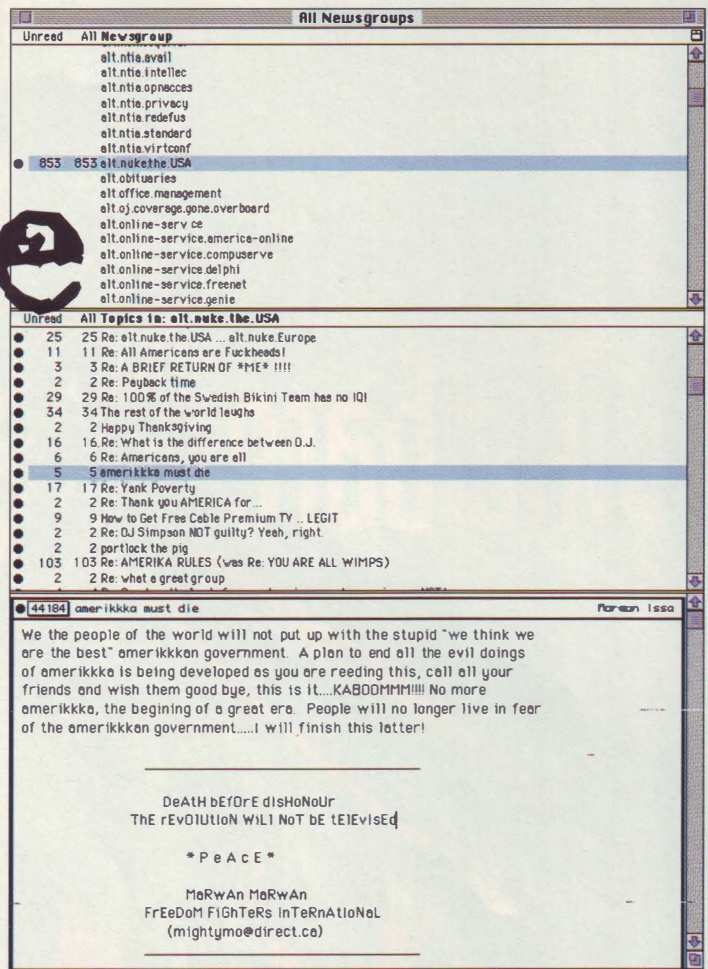 All Newsgroups
Unread All Newsgroup
alt.ntia.avail
alt.ntia.intellec
alt.ntia.opnacces
alt.ntia.privacy
alt.ntia.redefus
alt.ntia.standard
alt.ntia.virtconf
853 853 alt.nuke.the.USA
alt.obituaries
alt.office.management
alt.oj.coverage.gone.overboard
alt.online-serv ce
alt.online-service.america-online
alt.online-service.compuserve
alt.online-service.delphi
alt.online-service.freenet
alt.online-service.genie
e
Unread All Topics in: alt.nuke.the.USA
25 25 Re: alt.nuke.the.USA ... alt.nuke.Europe
11 11 Re: All Americans are Fuckheads!
3 3 Re: A BRIEF RETURN OF *ME* !!!!
2 2 Re: Payback time
29 29 Re: 100% of the Swedish Bikini Team has no IQ!
34 34 The rest of the world laughs
2 2 Happy Thanksgiving
16 16 Re: What is the difference between O.J.
6 6 Re: Americans, you are all
5 5 amerikkka must die
17 17 Re: Yank Poverty
2 2 Re: Thank you AMERICA for...
9 9 How to Get Free Cable Premium TV .. LEGIT
2 2 Re: OJ Simpson NOT guilty? Yeah, right.
2 2 portlock the pig
103 103 Re: AMERIKA RULES (was Re: YOU ARE ALL WIMPS)
2 2 Re: what a great group
44184 amerikkka must die Marwan Issa
We the people of the world will not put up with the stupid "we think we
are the best" amerikkkan government. A plan to end all the evil doings
of amerikkka is being developed as you are reeding this, call all your
friends and wish them good bye, this is it....KABOOMMM!!!! No more
amerikkka, the begining of a great era. People will no longer live in fear
of the amerikkkan government.....I will finish this latter!
DeAtH bEfOrE dIsHoNoUr
ThE rEvOlUtIoN WiLl NoT bE tElEvIsEd
* P e A c E *
MaRwAn MaRwAn
FrEeDoM FiGhTeRs InTeRnAtIoNaL
(mightymo@direct.ca)